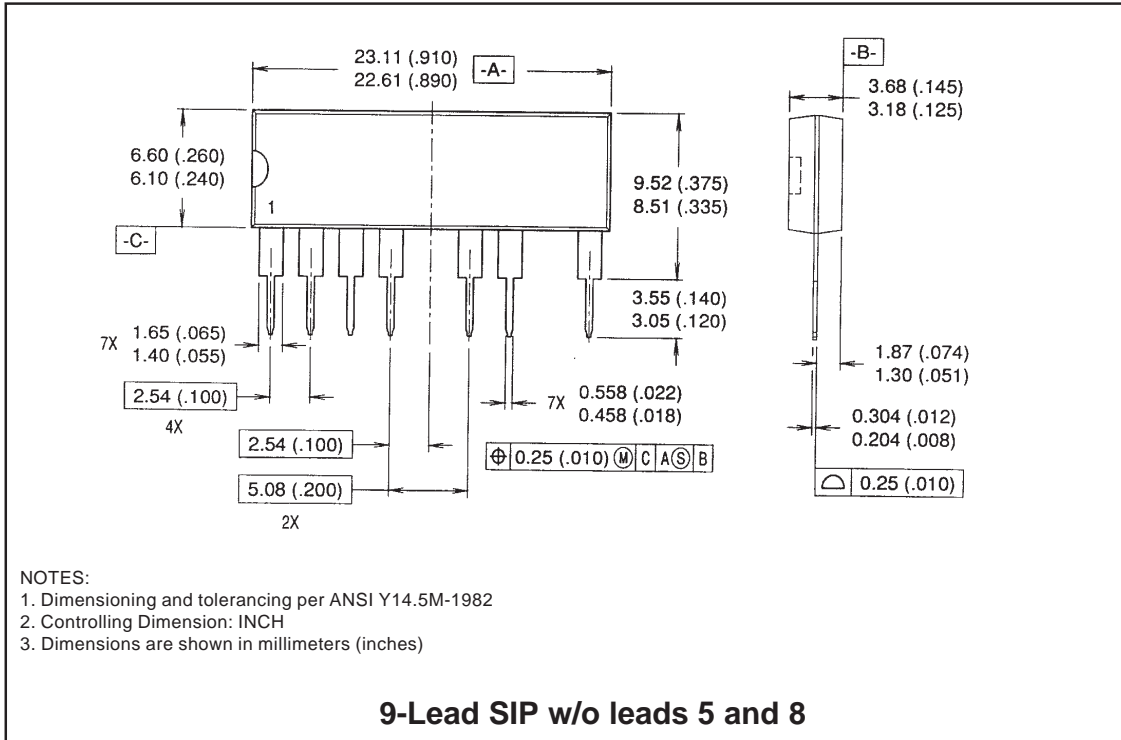 23.11 (.910)
22.61 (.890)
-A-
-B-
3.68 (.145)
3.18 (.125)
6.60 (.260)
6.10 (.240)
9.52 (.375)
8.51 (.335)
1
-C-
3.55 (.140)
3.05 (.120)
7X 1.65 (.065)
1.40 (.055)
1.87 (.074)
1.30 (.051)
2.54 (.100)
4X
7X 0.558 (.022)
0.458 (.018)
0.304 (.012)
0.204 (.008)
2.54 (.100)
⌖ 0.25 (.010) Ⓜ C A Ⓢ B
5.08 (.200)
2X
⌓ 0.25 (.010)
NOTES:
1. Dimensioning and tolerancing per ANSI Y14.5M-1982
2. Controlling Dimension: INCH
3. Dimensions are shown in millimeters (inches)
9-Lead SIP w/o leads 5 and 8